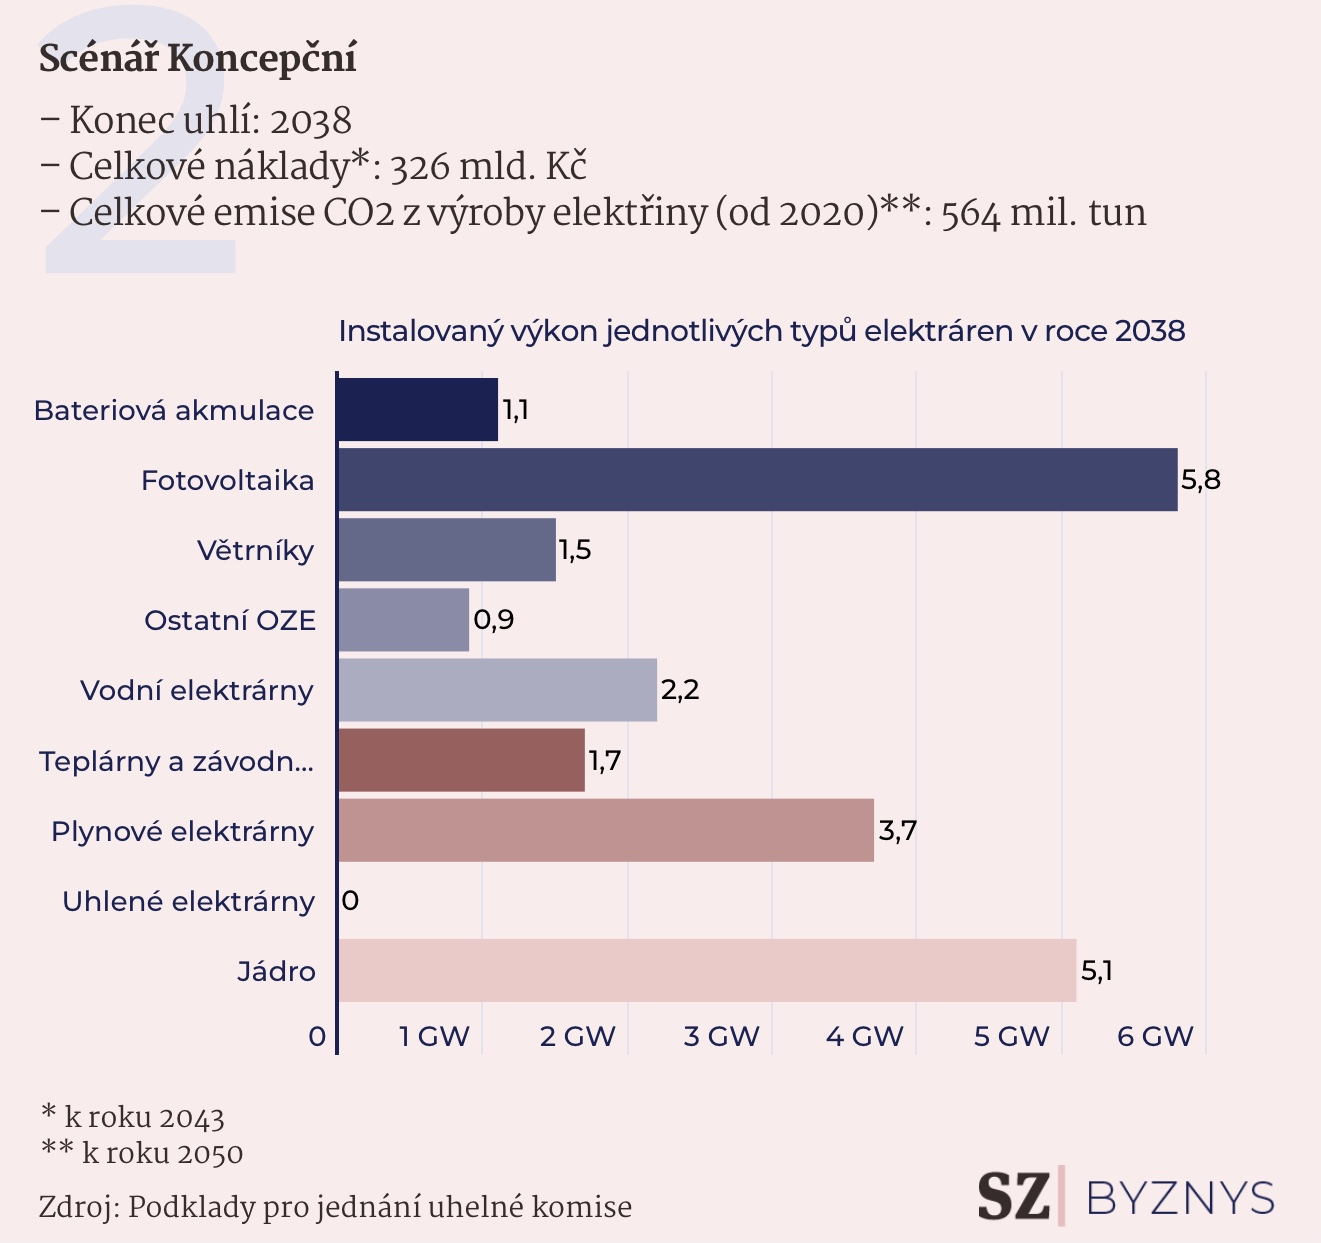 2
Scénář Koncepční
– Konec uhlí: 2038
– Celkové náklady*: 326 mld. Kč
– Celkové emise CO2 z výroby elektřiny (od 2020)**: 564 mil. tun
Instalovaný výkon jednotlivých typů elektráren v roce 2038
Bateriová akmulace 1,1
Fotovoltaika 5,8
Větrníky 1,5
Ostatní OZE 0,9
Vodní elektrárny 2,2
Teplárny a závodn... 1,7
Plynové elektrárny 3,7
Uhlené elektrárny 0
Jádro 5,1
0 1 GW 2 GW 3 GW 4 GW 5 GW 6 GW
* k roku 2043
** k roku 2050
Zdroj: Podklady pro jednání uhelné komise
SZ BYZNYS